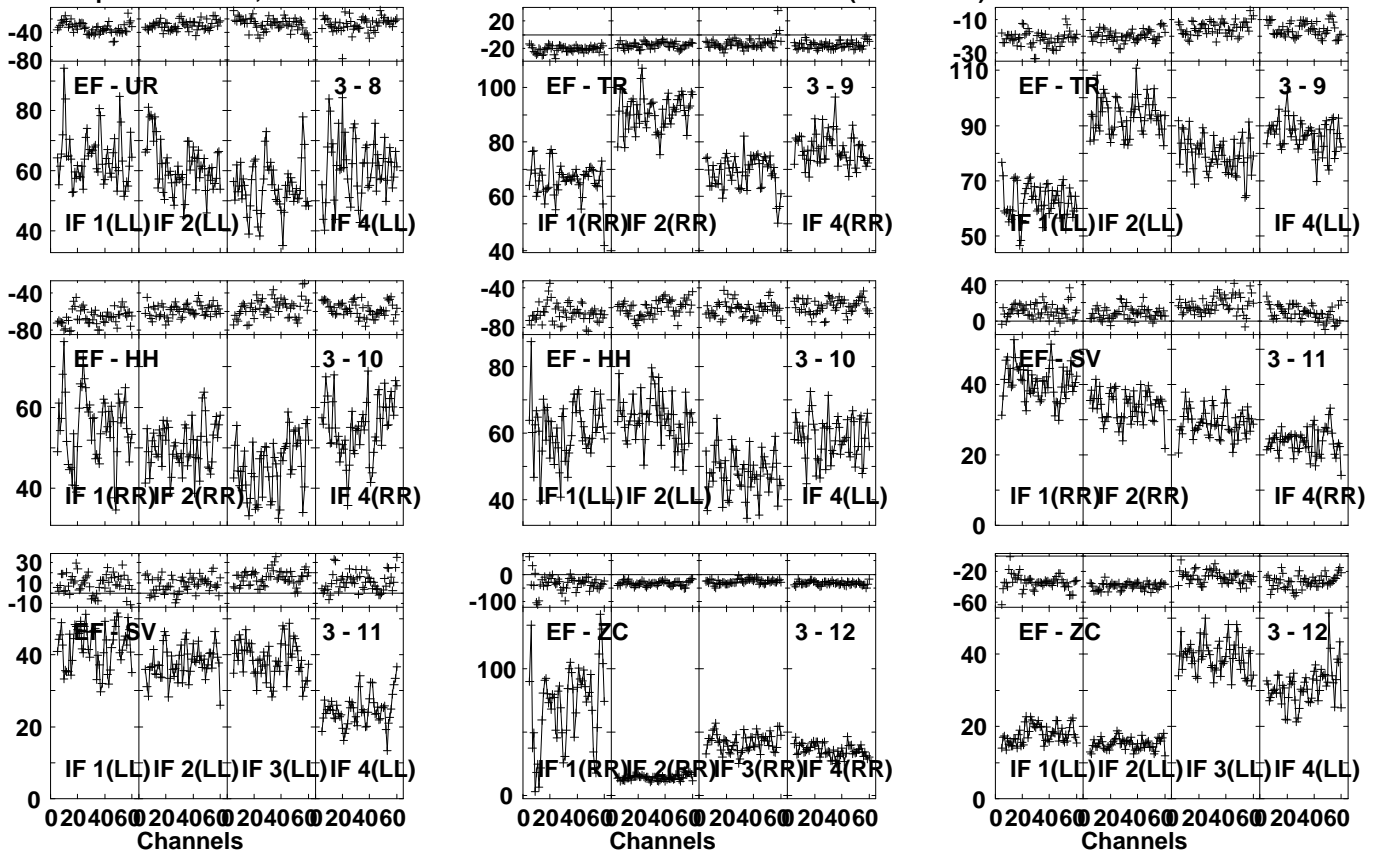 -40
-80
EF - UR 3 - 8
80
60
40
IF 1(LL) IF 2(LL) IF 4(LL)
20
-20
EF - TR 3 - 9
100
80
60
40
IF 1(RR) IF 2(RR) IF 4(RR)
-10
-30
110
EF - TR 3 - 9
90
70
50
IF 1(LL) IF 2(LL) IF 4(LL)
-40
-80
EF - HH 3 - 10
60
40
IF 1(RR) IF 2(RR) IF 4(RR)
-40
-80
EF - HH 3 - 10
80
60
40
IF 1(LL) IF 2(LL) IF 4(LL)
40
0
EF - SV 3 - 11
40
20
0
IF 1(RR) IF 2(RR) IF 4(RR)
30
10
-10
EF - SV 3 - 11
40
20
0
IF 1(LL) IF 2(LL) IF 3(LL) IF 4(LL)
0 20 40 60 0 20 40 60 0 20 40 60 0 20 40 60
Channels
0
-100
EF - ZC 3 - 12
100
0
IF 1(RR) IF 2(RR) IF 3(RR) IF 4(RR)
0 20 40 60 0 20 40 60 0 20 40 60 0 20 40 60
Channels
-20
-60
EF - ZC 3 - 12
40
20
0
IF 1(LL) IF 2(LL) IF 3(LL) IF 4(LL)
0 20 40 60 0 20 40 60 0 20 40 60 0 20 40 60
Channels